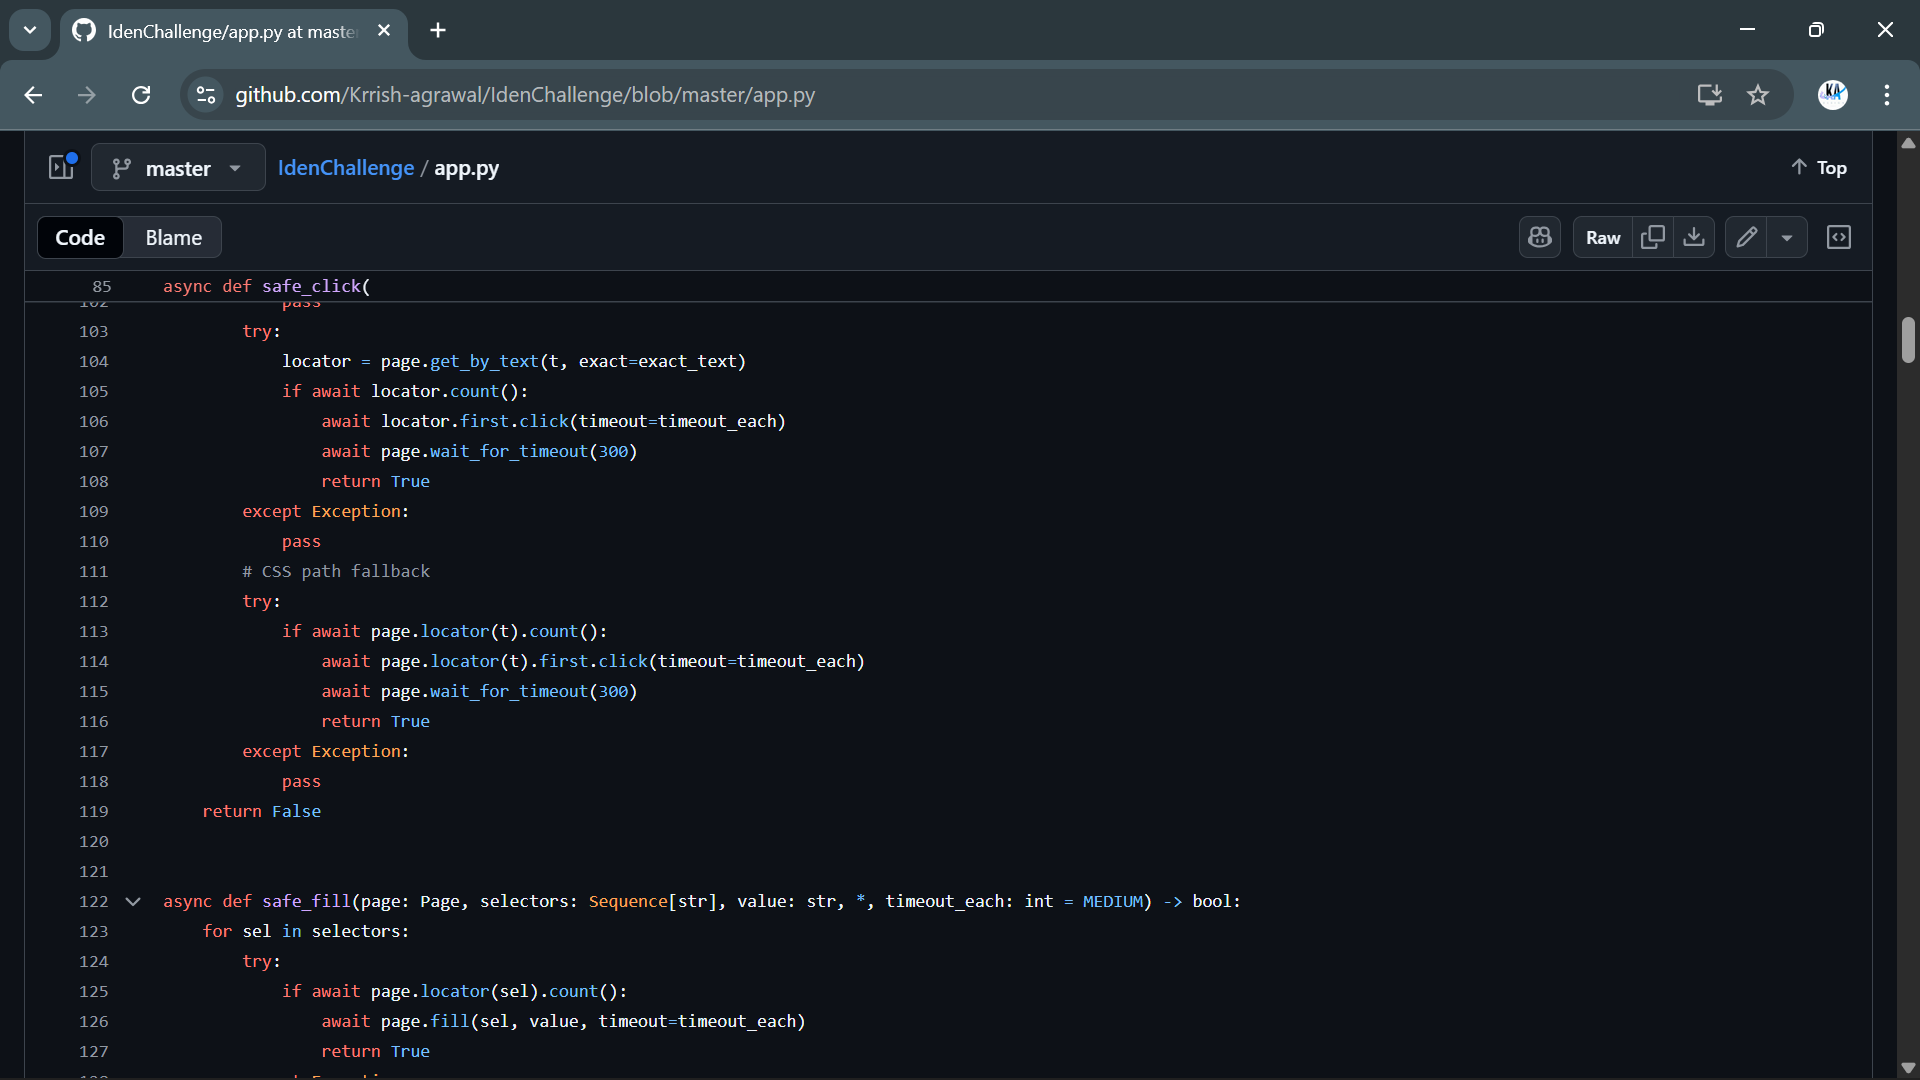 IdenChallenge/app.py at maste
github.com/Krrish-agrawal/IdenChallenge/blob/master/app.py
KA
master
IdenChallenge / app.py
Top
Code
Blame
Raw
85 async def safe_click(
102 pass
103 try:
104 locator = page.get_by_text(t, exact=exact_text)
105 if await locator.count():
106 await locator.first.click(timeout=timeout_each)
107 await page.wait_for_timeout(300)
108 return True
109 except Exception:
110 pass
111 # CSS path fallback
112 try:
113 if await page.locator(t).count():
114 await page.locator(t).first.click(timeout=timeout_each)
115 await page.wait_for_timeout(300)
116 return True
117 except Exception:
118 pass
119 return False
120
121
122 async def safe_fill(page: Page, selectors: Sequence[str], value: str, *, timeout_each: int = MEDIUM) -> bool:
123 for sel in selectors:
124 try:
125 if await page.locator(sel).count():
126 await page.fill(sel, value, timeout=timeout_each)
127 return True